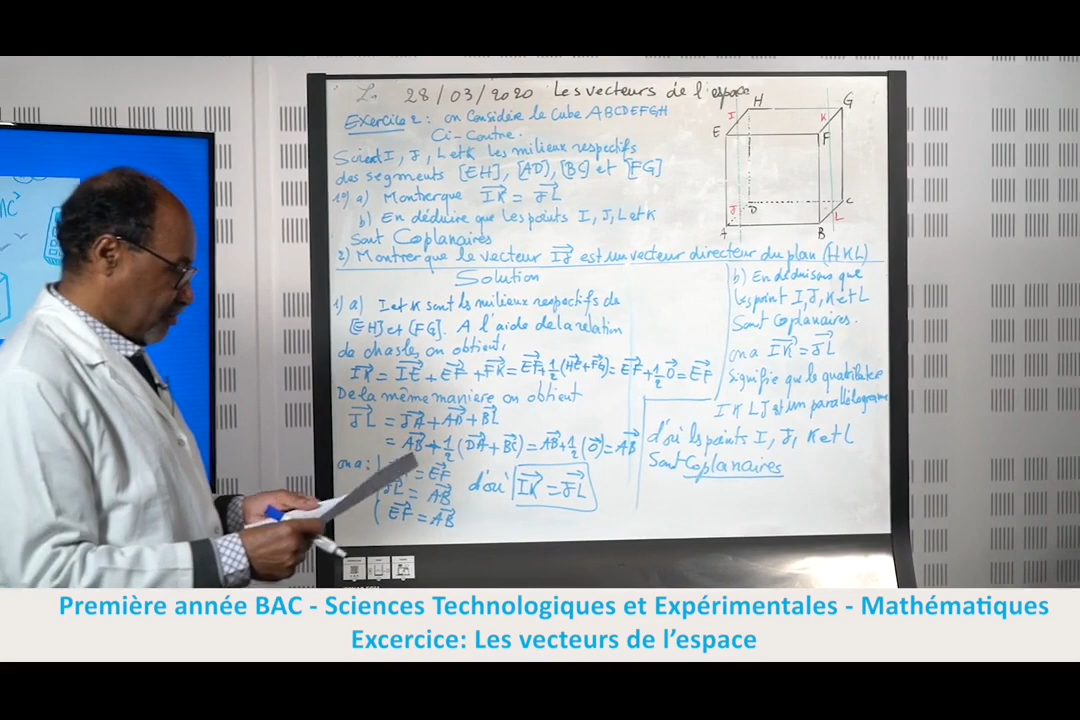 28/03/2020 Les vecteurs de l'espace
Exercice 2: on Considère le Cube ABCDEFGH
Ci-Contre.
Soient I, J, L et K les milieux respectifs
des segments [EH], [AD], [BC] et [FG]
1°) a) Montrer que IK = JL
b) En déduire que les points I, J, L et K
Sont Coplanaires
2) Montrer que le vecteur IJ est un vecteur directeur du plan (HKL)
Solution
1) a) I et K sont les milieux respectifs de
[EH] et [FG]. A l'aide de la relation
de chasles, on obtient,
IK = IE + EF + FK = EF + 1/2(HE + FG) = EF + 1/2 O = EF
De la même manière on obtient
JL = JA + AB + BL
= AB + 1/2(DA + BC) = AB + 1/2(O) = AB
on a:
= EF
JL = AB
EF = AB
d'où IK = JL
b) En déduisons que
les point I, J, K et L
Sont Coplanaires.
on a IK = JL
signifie que le quadrilatère
IKLJ est un parallélogramme
d'où les points I, J, K et L
Sont Coplanaires
H
G
I
K
E
F
J
D
C
L
A
B
MC²
Première année BAC - Sciences Technologiques et Expérimentales - Mathématiques
Excercice: Les vecteurs de l'espace